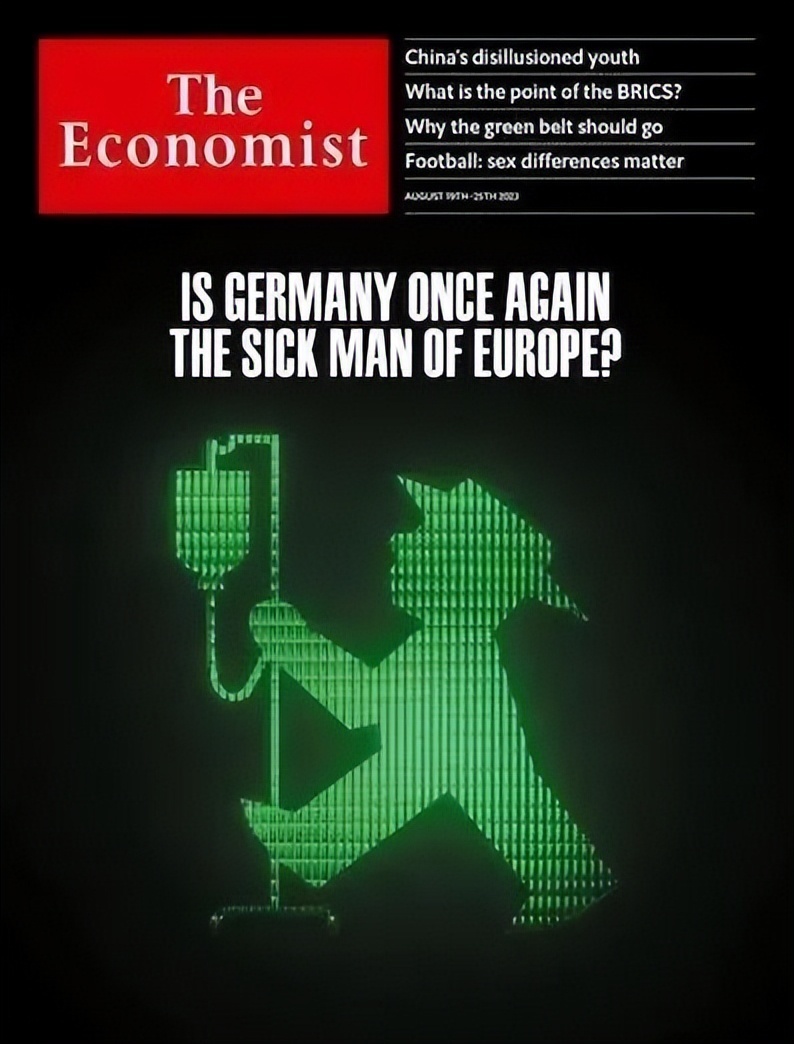 The
Economist
China's disillusioned youth
What is the point of the BRICS?
Why the green belt should go
Football: sex differences matter
AUGUST 19TH-25TH 2023
IS GERMANY ONCE AGAIN
THE SICK MAN OF EUROPE?